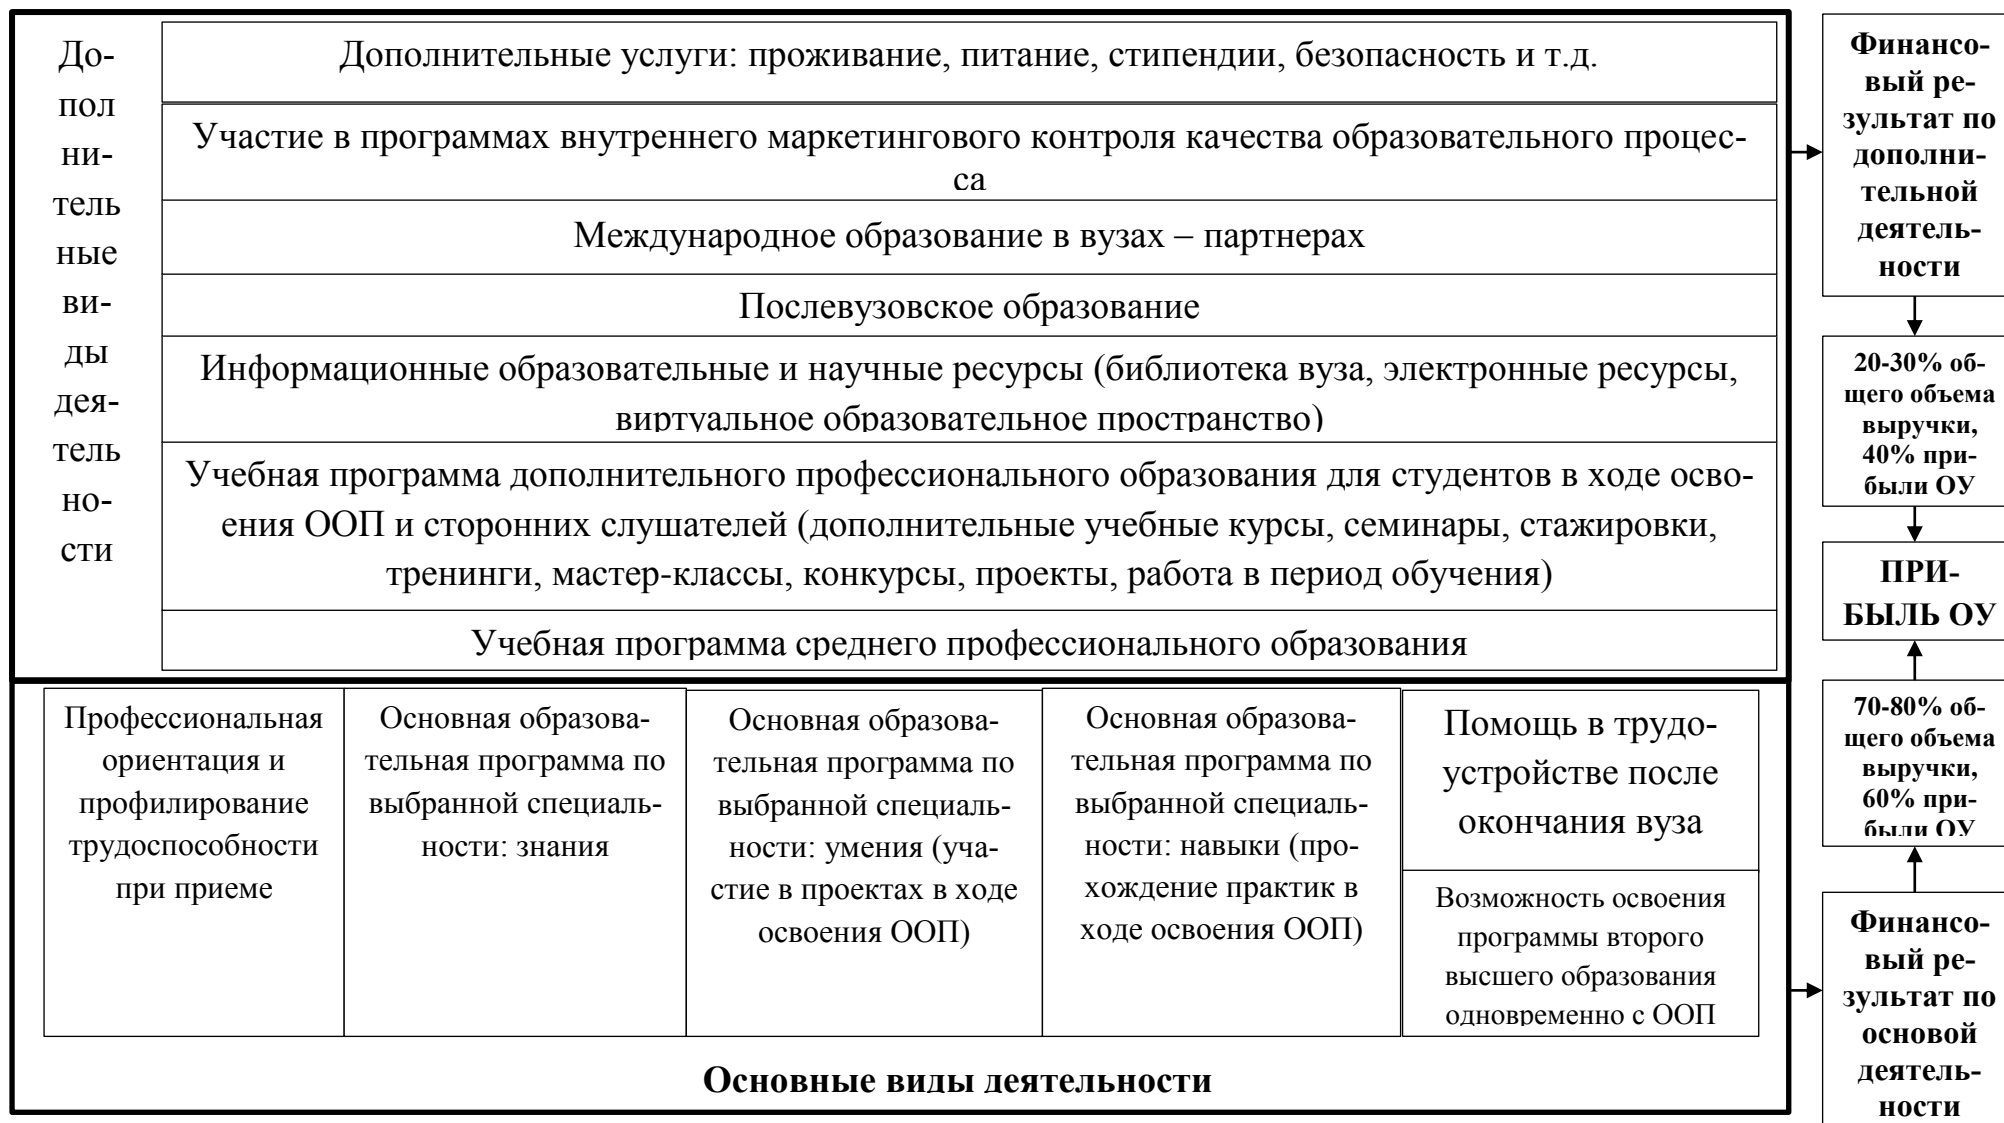 До-
пол
ни-
тель
ные
ви-
ды
дея-
тель
но-
сти
Дополнительные услуги: проживание, питание, стипендии, безопасность и т.д.
Участие в программах внутреннего маркетингового контроля качества образовательного процес-
са
Международное образование в вузах – партнерах
Послевузовское образование
Информационные образовательные и научные ресурсы (библиотека вуза, электронные ресурсы,
виртуальное образовательное пространство)
Учебная программа дополнительного профессионального образования для студентов в ходе осво-
ения ООП и сторонних слушателей (дополнительные учебные курсы, семинары, стажировки,
тренинги, мастер-классы, конкурсы, проекты, работа в период обучения)
Учебная программа среднего профессионального образования
Профессиональная
ориентация и
профилирование
трудоспособности
при приеме
Основная образова-
тельная программа по
выбранной специаль-
ности: знания
Основная образова-
тельная программа по
выбранной специаль-
ности: умения (уча-
стие в проектах в ходе
освоения ООП)
Основная образова-
тельная программа по
выбранной специаль-
ности: навыки (про-
хождение практик в
ходе освоения ООП)
Помощь в трудо-
устройстве после
окончания вуза
Возможность освоения
программы второго
высшего образования
одновременно с ООП
Основные виды деятельности
Финансо-
вый ре-
зультат по
дополни-
тельной
деятель-
ности
20-30% об-
щего объема
выручки,
40% при-
были ОУ
ПРИ-
БЫЛЬ ОУ
70-80% об-
щего объема
выручки,
60% при-
были ОУ
Финансо-
вый ре-
зультат по
основой
деятель-
ности